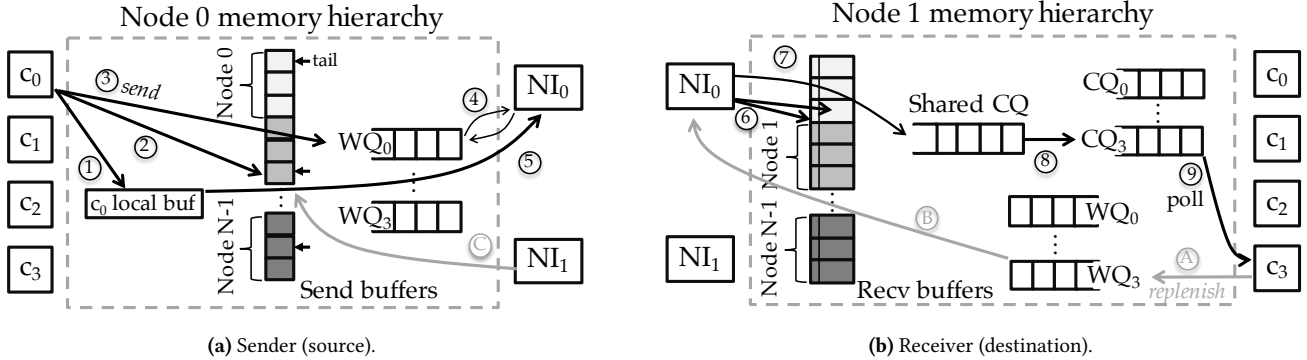 Node 0 memory hierarchy
c0
c1
c2
c3
Node 0
tail
③ send
②
①
c0 local buf
WQ0
④
⑤
WQ3
NI0
NI1
Node N-1
Ⓒ
Send buffers
(a) Sender (source).
Node 1 memory hierarchy
NI0
NI1
⑦
⑥
Node 1
Node N-1
Shared CQ
⑧
CQ0
CQ3
⑨
poll
Ⓑ
WQ0
WQ3
Ⓐ
replenish
Recv buffers
c0
c1
c2
c3
(b) Receiver (destination).